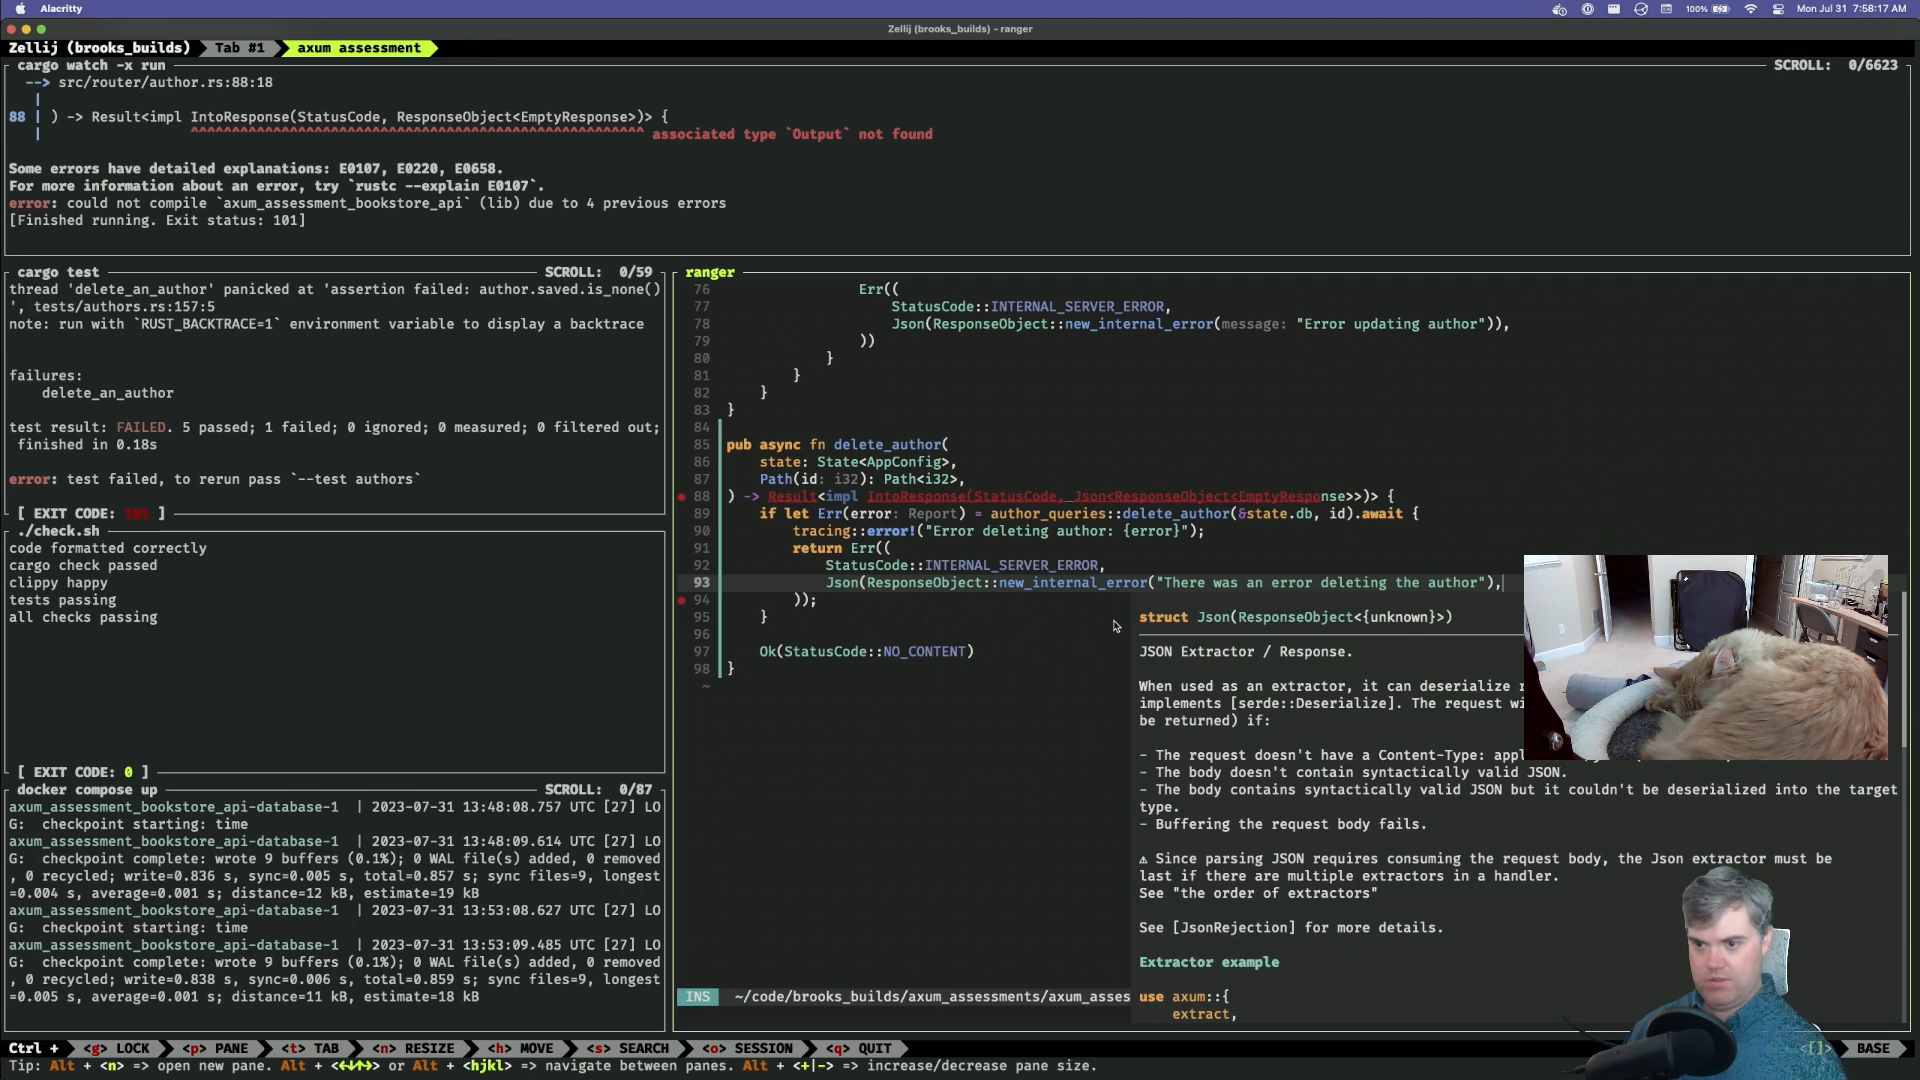 Alacritty
100%
Mon Jul 31 7:58:17 AM
Zellij (brooks_builds) - ranger
Zellij (brooks_builds) Tab #1 axum assessment
cargo watch -x run SCROLL: 0/6623
--> src/router/author.rs:88:18
|
88 | ) -> Result<impl IntoResponse(StatusCode, ResponseObject<EmptyResponse>)> {
| ^^^^^^^^^^^^^^^^^^^^^^^^^^^^^^^^^^^^^^^^^^^^^^^^^^^^^^^ associated type `Output` not found
Some errors have detailed explanations: E0107, E0220, E0658.
For more information about an error, try `rustc --explain E0107`.
error: could not compile `axum_assessment_bookstore_api` (lib) due to 4 previous errors
[Finished running. Exit status: 101]
cargo test SCROLL: 0/59
thread 'delete_an_author' panicked at 'assertion failed: author.saved.is_none()
', tests/authors.rs:157:5
note: run with `RUST_BACKTRACE=1` environment variable to display a backtrace
failures:
delete_an_author
test result: FAILED. 5 passed; 1 failed; 0 ignored; 0 measured; 0 filtered out;
finished in 0.18s
error: test failed, to rerun pass `--test authors`
[ EXIT CODE: 101 ]
./check.sh
code formatted correctly
cargo check passed
clippy happy
tests passing
all checks passing
[ EXIT CODE: 0 ]
docker compose up SCROLL: 0/87
axum_assessment_bookstore_api-database-1 | 2023-07-31 13:48:08.757 UTC [27] LO
G: checkpoint starting: time
axum_assessment_bookstore_api-database-1 | 2023-07-31 13:48:09.614 UTC [27] LO
G: checkpoint complete: wrote 9 buffers (0.1%); 0 WAL file(s) added, 0 removed
, 0 recycled; write=0.836 s, sync=0.005 s, total=0.857 s; sync files=9, longest
=0.004 s, average=0.001 s; distance=12 kB, estimate=19 kB
axum_assessment_bookstore_api-database-1 | 2023-07-31 13:53:08.627 UTC [27] LO
G: checkpoint starting: time
axum_assessment_bookstore_api-database-1 | 2023-07-31 13:53:09.485 UTC [27] LO
G: checkpoint complete: wrote 9 buffers (0.1%); 0 WAL file(s) added, 0 removed
, 0 recycled; write=0.838 s, sync=0.006 s, total=0.859 s; sync files=9, longest
=0.005 s, average=0.001 s; distance=11 kB, estimate=18 kB
ranger
76 Err((
77 StatusCode::INTERNAL_SERVER_ERROR,
78 Json(ResponseObject::new_internal_error(message: "Error updating author")),
79 ))
80 }
81 }
82 }
83 }
84
85 pub async fn delete_author(
86 state: State<AppConfig>,
87 Path(id: i32): Path<i32>,
88 ) -> Result<impl IntoResponse(StatusCode, Json<ResponseObject<EmptyResponse>>)> {
89 if let Err(error: Report) = author_queries::delete_author(&state.db, id).await {
90 tracing::error!("Error deleting author: {error}");
91 return Err((
92 StatusCode::INTERNAL_SERVER_ERROR,
93 Json(ResponseObject::new_internal_error("There was an error deleting the author"),
94 ));
95 }
96
97 Ok(StatusCode::NO_CONTENT)
98 }
~
struct Json(ResponseObject<{unknown}>)
JSON Extractor / Response.
When used as an extractor, it can deserialize r
implements [serde::Deserialize]. The request wi
be returned) if:
- The request doesn't have a Content-Type: appl
- The body doesn't contain syntactically valid JSON.
- The body contains syntactically valid JSON but it couldn't be deserialized into the target
type.
- Buffering the request body fails.
⚠ Since parsing JSON requires consuming the request body, the Json extractor must be
last if there are multiple extractors in a handler.
See "the order of extractors"
See [JsonRejection] for more details.
Extractor example
use axum::{
extract,
INS ~/code/brooks_builds/axum_assessments/axum_asses
Ctrl + <g> LOCK <p> PANE <t> TAB <n> RESIZE <h> MOVE <s> SEARCH <o> SESSION <q> QUIT <[]> BASE
Tip: Alt + <n> => open new pane. Alt + <←↓↑→> or Alt + <hjkl> => navigate between panes. Alt + <+|-> => increase/decrease pane size.